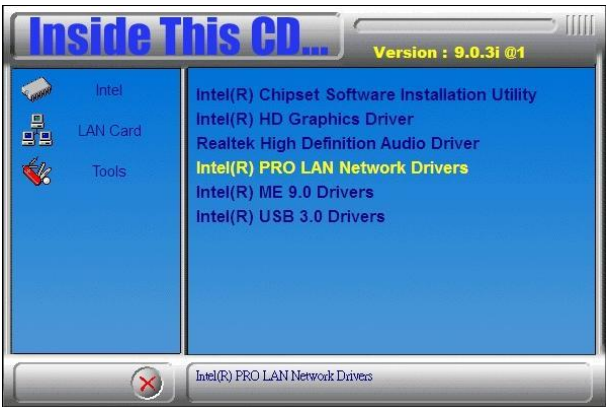 Inside This CD...
Version : 9.0.3i @1
Intel
LAN Card
Tools
Intel(R) Chipset Software Installation Utility
Intel(R) HD Graphics Driver
Realtek High Definition Audio Driver
Intel(R) PRO LAN Network Drivers
Intel(R) ME 9.0 Drivers
Intel(R) USB 3.0 Drivers
Intel(R) PRO LAN Network Drivers